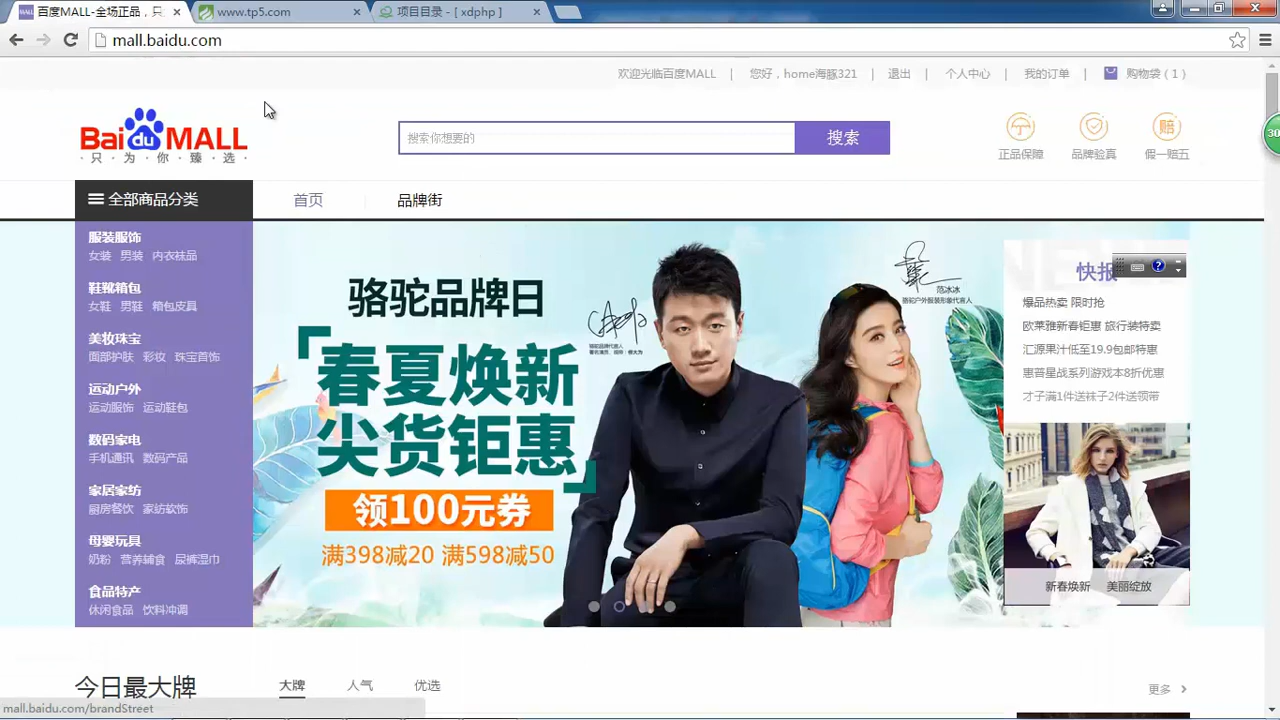 百度MALL-全场正品，只
www.tp5.com
项目目录 - [ xdphp ]
mall.baidu.com
欢迎光临百度MALL | 您好，home海豚321 | 退出 | 个人中心 | 我的订单 | 购物袋 ( 1 )
Bai du MALL
·只·为·你·臻·选·
搜索你想要的
搜索
正品保障 品牌验真 假一赔五
30
全部商品分类
首页
品牌街
服装服饰
女装 男装 内衣袜品
鞋靴箱包
女鞋 男鞋 箱包皮具
美妆珠宝
面部护肤 彩妆 珠宝首饰
运动户外
运动服饰 运动鞋包
数码家电
手机通讯 数码产品
家居家纺
厨房餐饮 家纺软饰
母婴玩具
奶粉 营养辅食 尿裤湿巾
食品特产
休闲食品 饮料冲调
骆驼品牌日
春夏焕新
尖货钜惠
领100元券
满398减20 满598减50
范冰冰
骆驼户外服装形象代言人
快报
爆品热卖 限时抢
欧莱雅新春钜惠 旅行装特卖
汇源果汁低至19.9包邮特惠
惠普星战系列游戏本8折优惠
才子满1件送袜子2件送领带
新春焕新 美丽绽放
今日最大牌
大牌 人气 优选
更多
mall.baidu.com/brandStreet